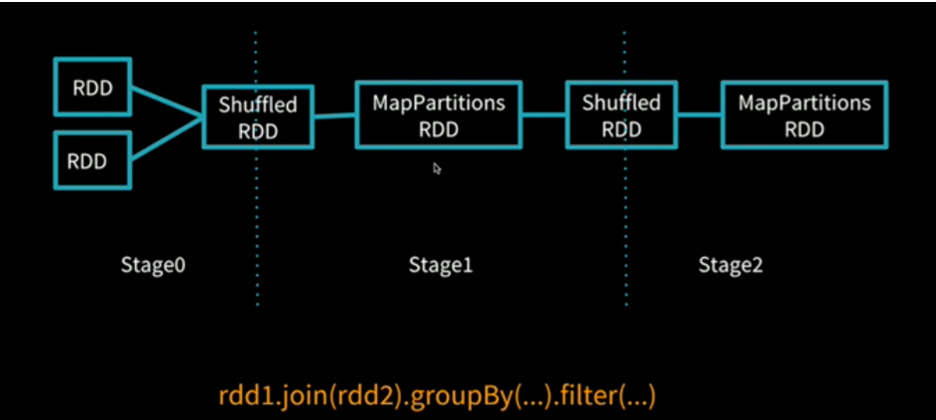 RDD
RDD
Shuffled
RDD
MapPartitions
RDD
Shuffled
RDD
MapPartitions
RDD
Stage0
Stage1
Stage2
rdd1.join(rdd2).groupBy(...).filter(...)